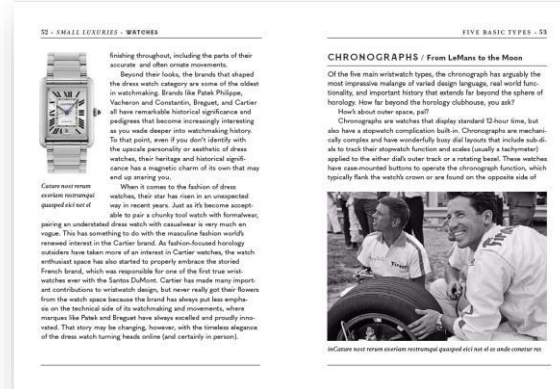 52 - SMALL LUXURIES - WATCHES
finishing throughout, including the parts of their
accurate and often ornate movements.
Beyond their looks, the brands that shaped
the dress watch category are some of the oldest
in watchmaking. Brands like Patek Philippe,
Vacheron and Constantin, Breguet, and Cartier
all have remarkable historical significance and
pedigrees that become increasingly interesting
as you wade deeper into watchmaking history.
To that point, even if you don't identify with
the upscale personality or aesthetic of dress
watches, their heritage and historical signifi-
cance has a magnetic charm of its own that may
end up snaring you.
When it comes to the fashion of dress
watches, their star has risen in an unexpected
way in recent years. Just as it's become accept-
able to pair a chunky tool watch with formalwear,
pairing an understated dress watch with casualwear is very much en
vogue. This has something to do with the masculine fashion world's
renewed interest in the Cartier brand. As fashion-focused horology
outsiders have taken more of an interest in Cartier watches, the watch
enthusiast space has also started to properly embrace the storied
French brand, which was responsible for one of the first true wrist-
watches ever with the Santos DuMont. Cartier has made many import-
ant contributions to wristwatch design, but never really got their flowers
from the watch space because the brand has always put less empha-
sis on the technical side of its watchmaking and movements, where
marques like Patek and Breguet have always excelled and proudly inno-
vated. That story may be changing, however, with the timeless elegance
of the dress watch turning heads online (and certainly in person).
Cature nost rerum
exeriam restrumqui
quasped eici net el
FIVE BASIC TYPES - 53
CHRONOGRAPHS / From LeMans to the Moon
Of the five main wristwatch types, the chronograph has arguably the
most impressive melange of varied design language, real world func-
tionality, and important history that extends far beyond the sphere of
horology. How far beyond the horology clubhouse, you ask?
How's about outer space, pal?
Chronographs are watches that display standard 12-hour time, but
also have a stopwatch complication built-in. Chronographs are mechani-
cally complex and have wonderfully busy dial layouts that include sub-di-
als to track their stopwatch function and scales (usually a tachymeter)
applied to the either dial's outer track or a rotating bezel. These watches
have case-mounted buttons to operate the chronograph function, which
typically flank the watch's crown or are found on the opposite side of
inCature nost rerum exeriam restrumqui quasped eici net el es ande conetur res